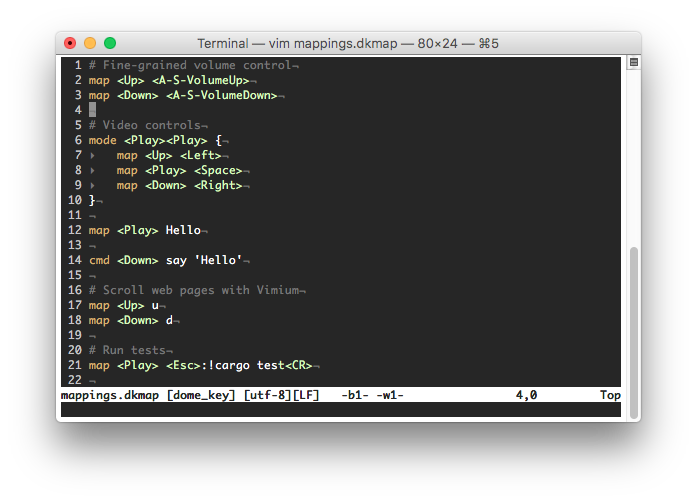 Terminal — vim mappings.dkmap — 80×24 — ⌘5
1 # Fine-grained volume control¬
2 map <Up> <A-S-VolumeUp>¬
3 map <Down> <A-S-VolumeDown>¬
4 ¬
5 # Video controls¬
6 mode <Play><Play> {¬
7 ▸   map <Up> <Left>¬
8 ▸   map <Play> <Space>¬
9 ▸   map <Down> <Right>¬
10 }¬
11 ¬
12 map <Play> Hello¬
13 ¬
14 cmd <Down> say 'Hello'¬
15 ¬
16 # Scroll web pages with Vimium¬
17 map <Up> u¬
18 map <Down> d¬
19 ¬
20 # Run tests¬
21 map <Play> <Esc>:!cargo test<CR>¬
22 ¬
mappings.dkmap [dome_key] [utf-8][LF]   -b1- -w1-   4,0   Top